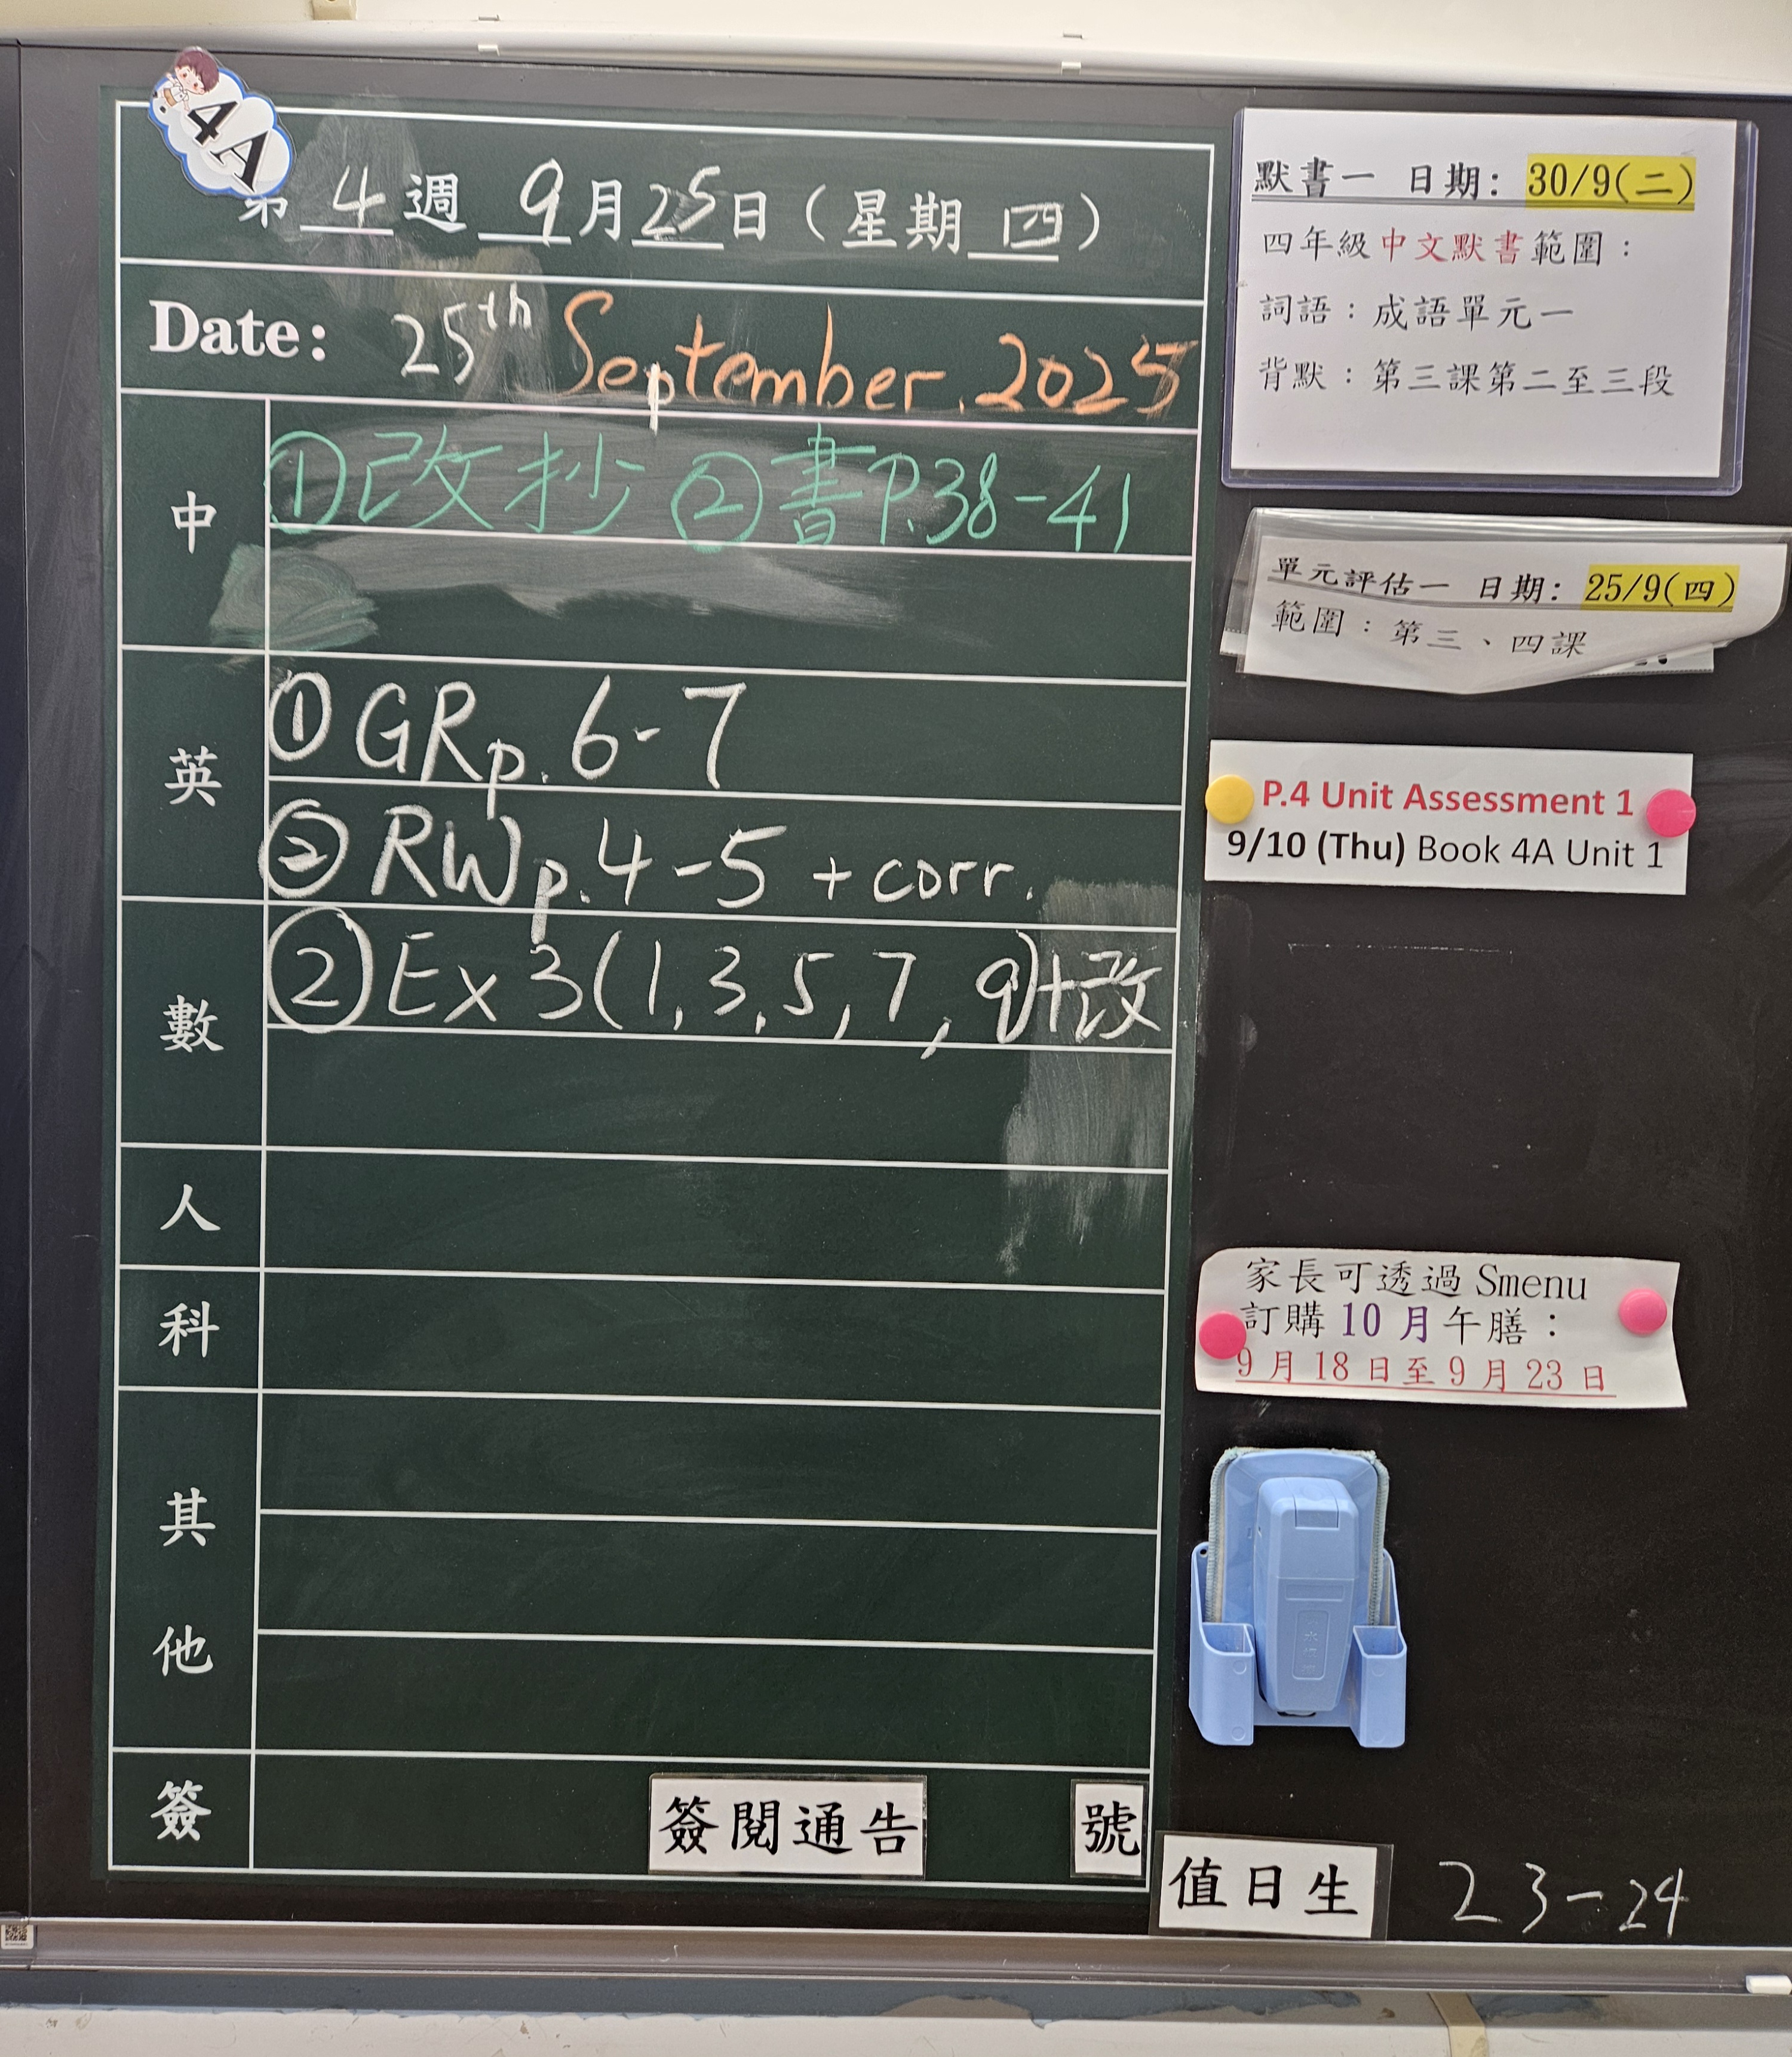 4A
第 4 週 9 月 25 日 (星期 四)
Date: 25th September, 2025
中
①改抄 ②書P.38-41
英
①GRp.6-7
②RWp.4-5 + corr.
數
②Ex 3(1,3,5,7,9)+改
人
科
其
他
簽
簽閱通告
號
默書一 日期: 30/9(二)
四年級中文默書範圍:
詞語:成語單元一
背默:第三課第二至三段
單元評估一 日期: 25/9(四)
範圍:第三、四課
P.4 Unit Assessment 1
9/10 (Thu) Book 4A Unit 1
家長可透過 Smenu
訂購 10 月午膳:
9 月 18 日至 9 月 23 日
值日生 23-24